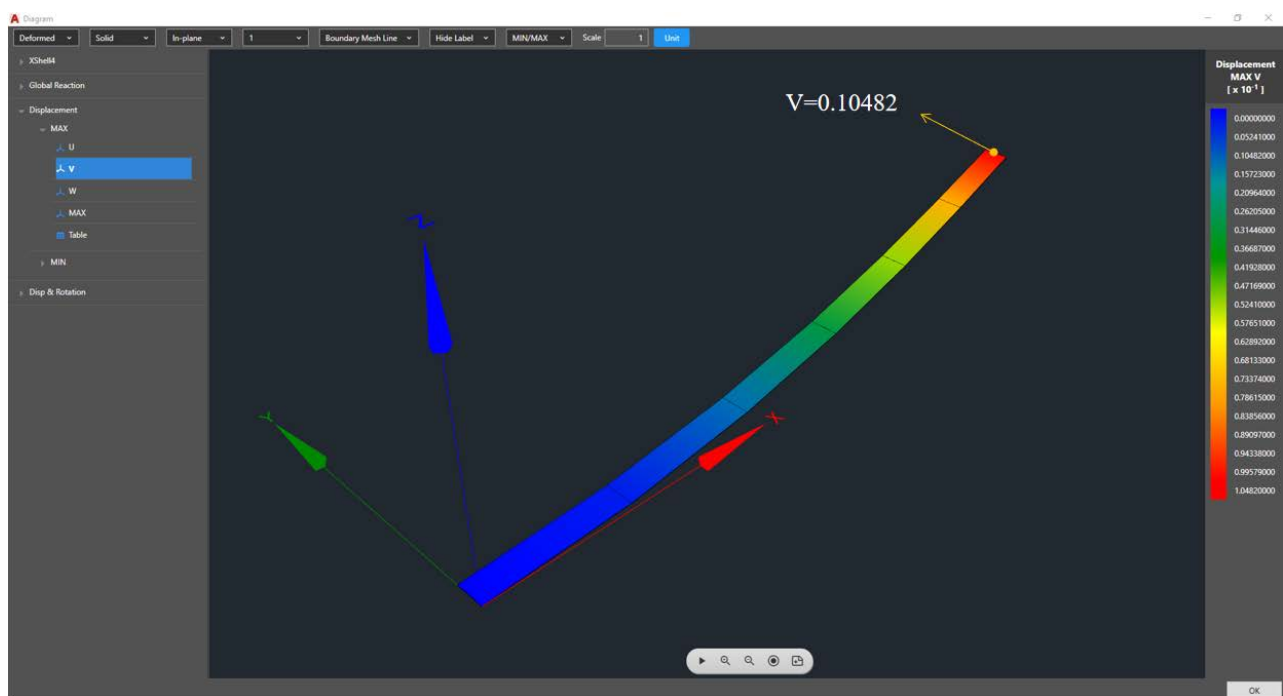 Diagram
Deformed Solid In-plane 1 Boundary Mesh Line Hide Label MIN/MAX Scale 1 Unit
XShell4
Global Reaction
Displacement
MAX
U
V
W
MAX
Table
MIN
Disp & Rotation
V=0.10482
Z
Y
X
Displacement
MAX V
[ x 10⁻¹ ]
0.00000000
0.05241000
0.10482000
0.15723000
0.20964000
0.26205000
0.31446000
0.36687000
0.41928000
0.47169000
0.52410000
0.57651000
0.62892000
0.68133000
0.73374000
0.78615000
0.83856000
0.89097000
0.94338000
0.99579000
1.04820000
OK